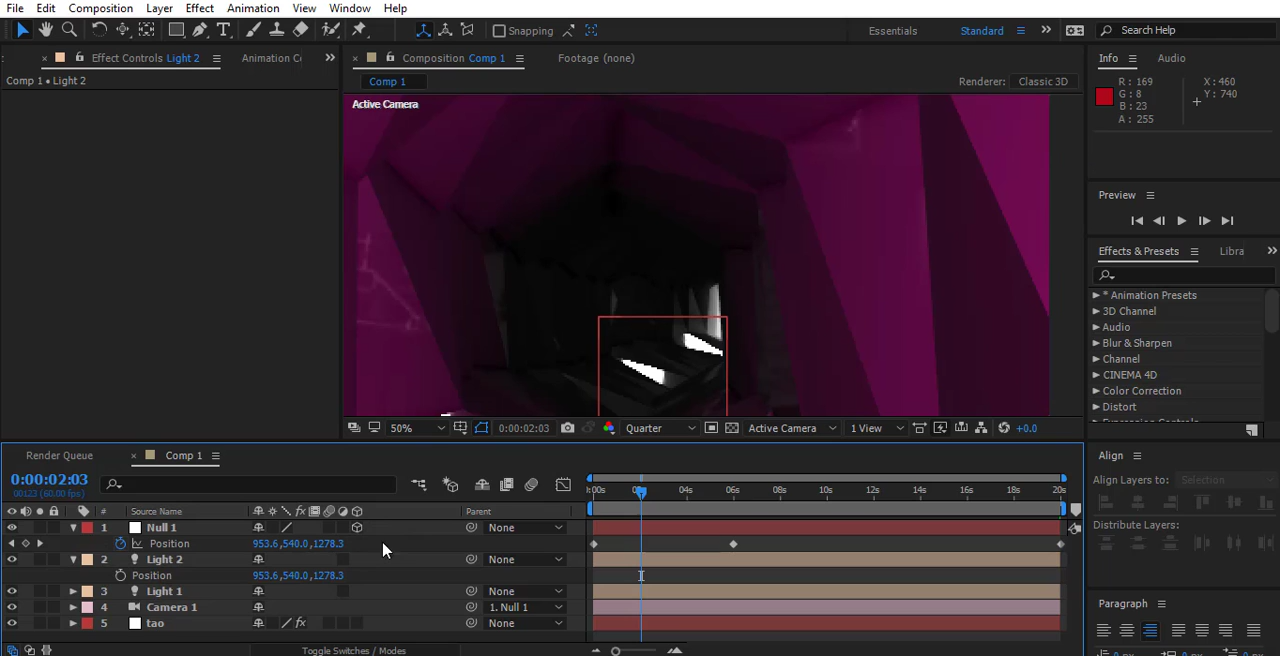 File Edit Composition Layer Effect Animation View Window Help
Snapping Essentials Standard Search Help
Effect Controls Light 2 Animation Co Composition Comp 1 Footage (none) Info Audio
Comp 1 • Light 2 Comp 1 Renderer: Classic 3D
Active Camera
R : 169 X : 460
G : 8 Y : 740
B : 23
A : 255
Preview
Effects & Presets Libra
* Animation Presets
3D Channel
Audio
Blur & Sharpen
Channel
CINEMA 4D
Color Correction
Distort
50% 0:00:02:03 Quarter Active Camera 1 View +0.0
Render Queue Comp 1 Align
0:00:02:03
00123 (60.00 fps)
Align Layers to: Selection
:00s 04s 06s 08s 10s 12s 14s 16s 18s 20s
# Source Name fx Parent
Distribute Layers:
1 Null 1 None
Position 953.6,540.0,1278.3
2 Light 2 None
Position 953.6,540.0,1278.3
3 Light 1 None
4 Camera 1 1. Null 1
5 tao fx None
Paragraph
Toggle Switches / Modes